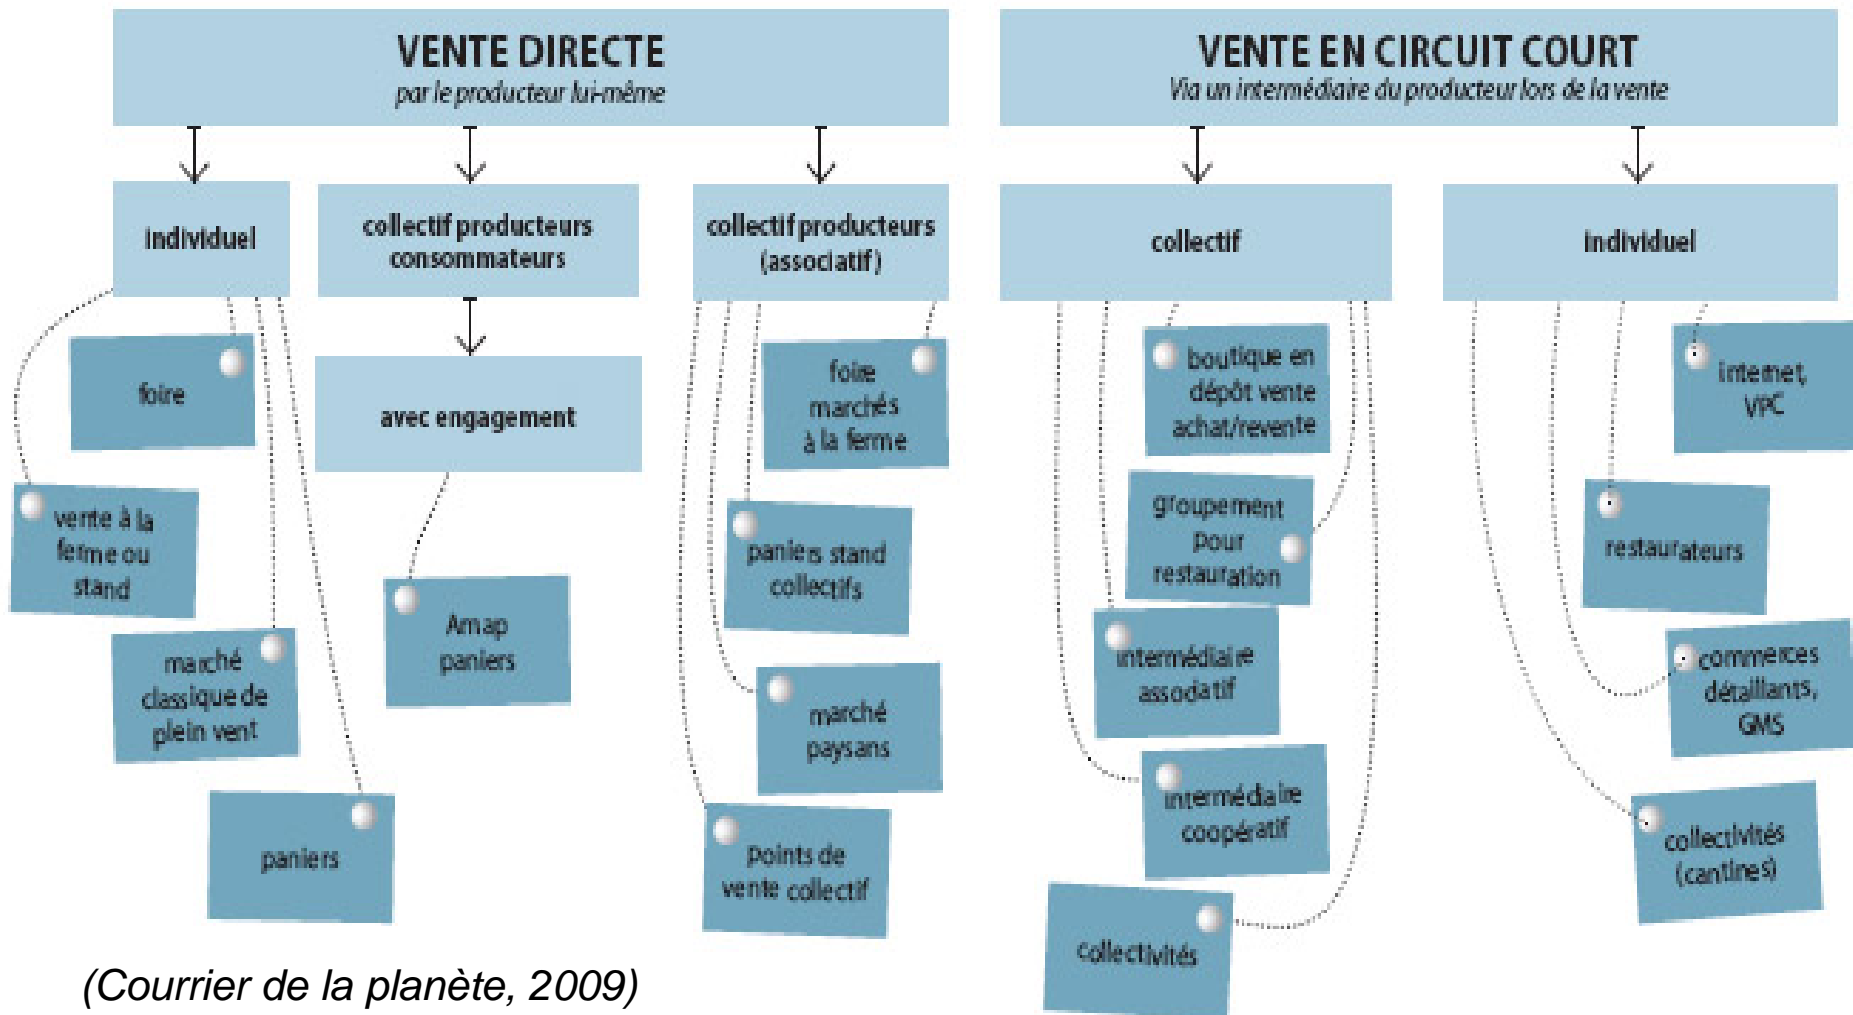 VENTE DIRECTE
par le producteur lui-même
individuel
collectif producteurs
consommateurs
collectif producteurs
(associatif)
foire
vente à la
ferme ou
stand
marché
classique de
plein vent
paniers
avec engagement
Amap
paniers
foire
marchés
à la ferme
paniers stand
collectifs
marché
paysans
points de
vente collectif
VENTE EN CIRCUIT COURT
Via un intermédiaire du producteur lors de la vente
collectif
individuel
boutique en
dépôt vente
achat/revente
groupement
pour
restauration
intermédiaire
associatif
intermédiaire
coopératif
collectivités
internet,
VPC
restaurateurs
commerces
détaillants,
GMS
collectivités
(cantines)
(Courrier de la planète, 2009)